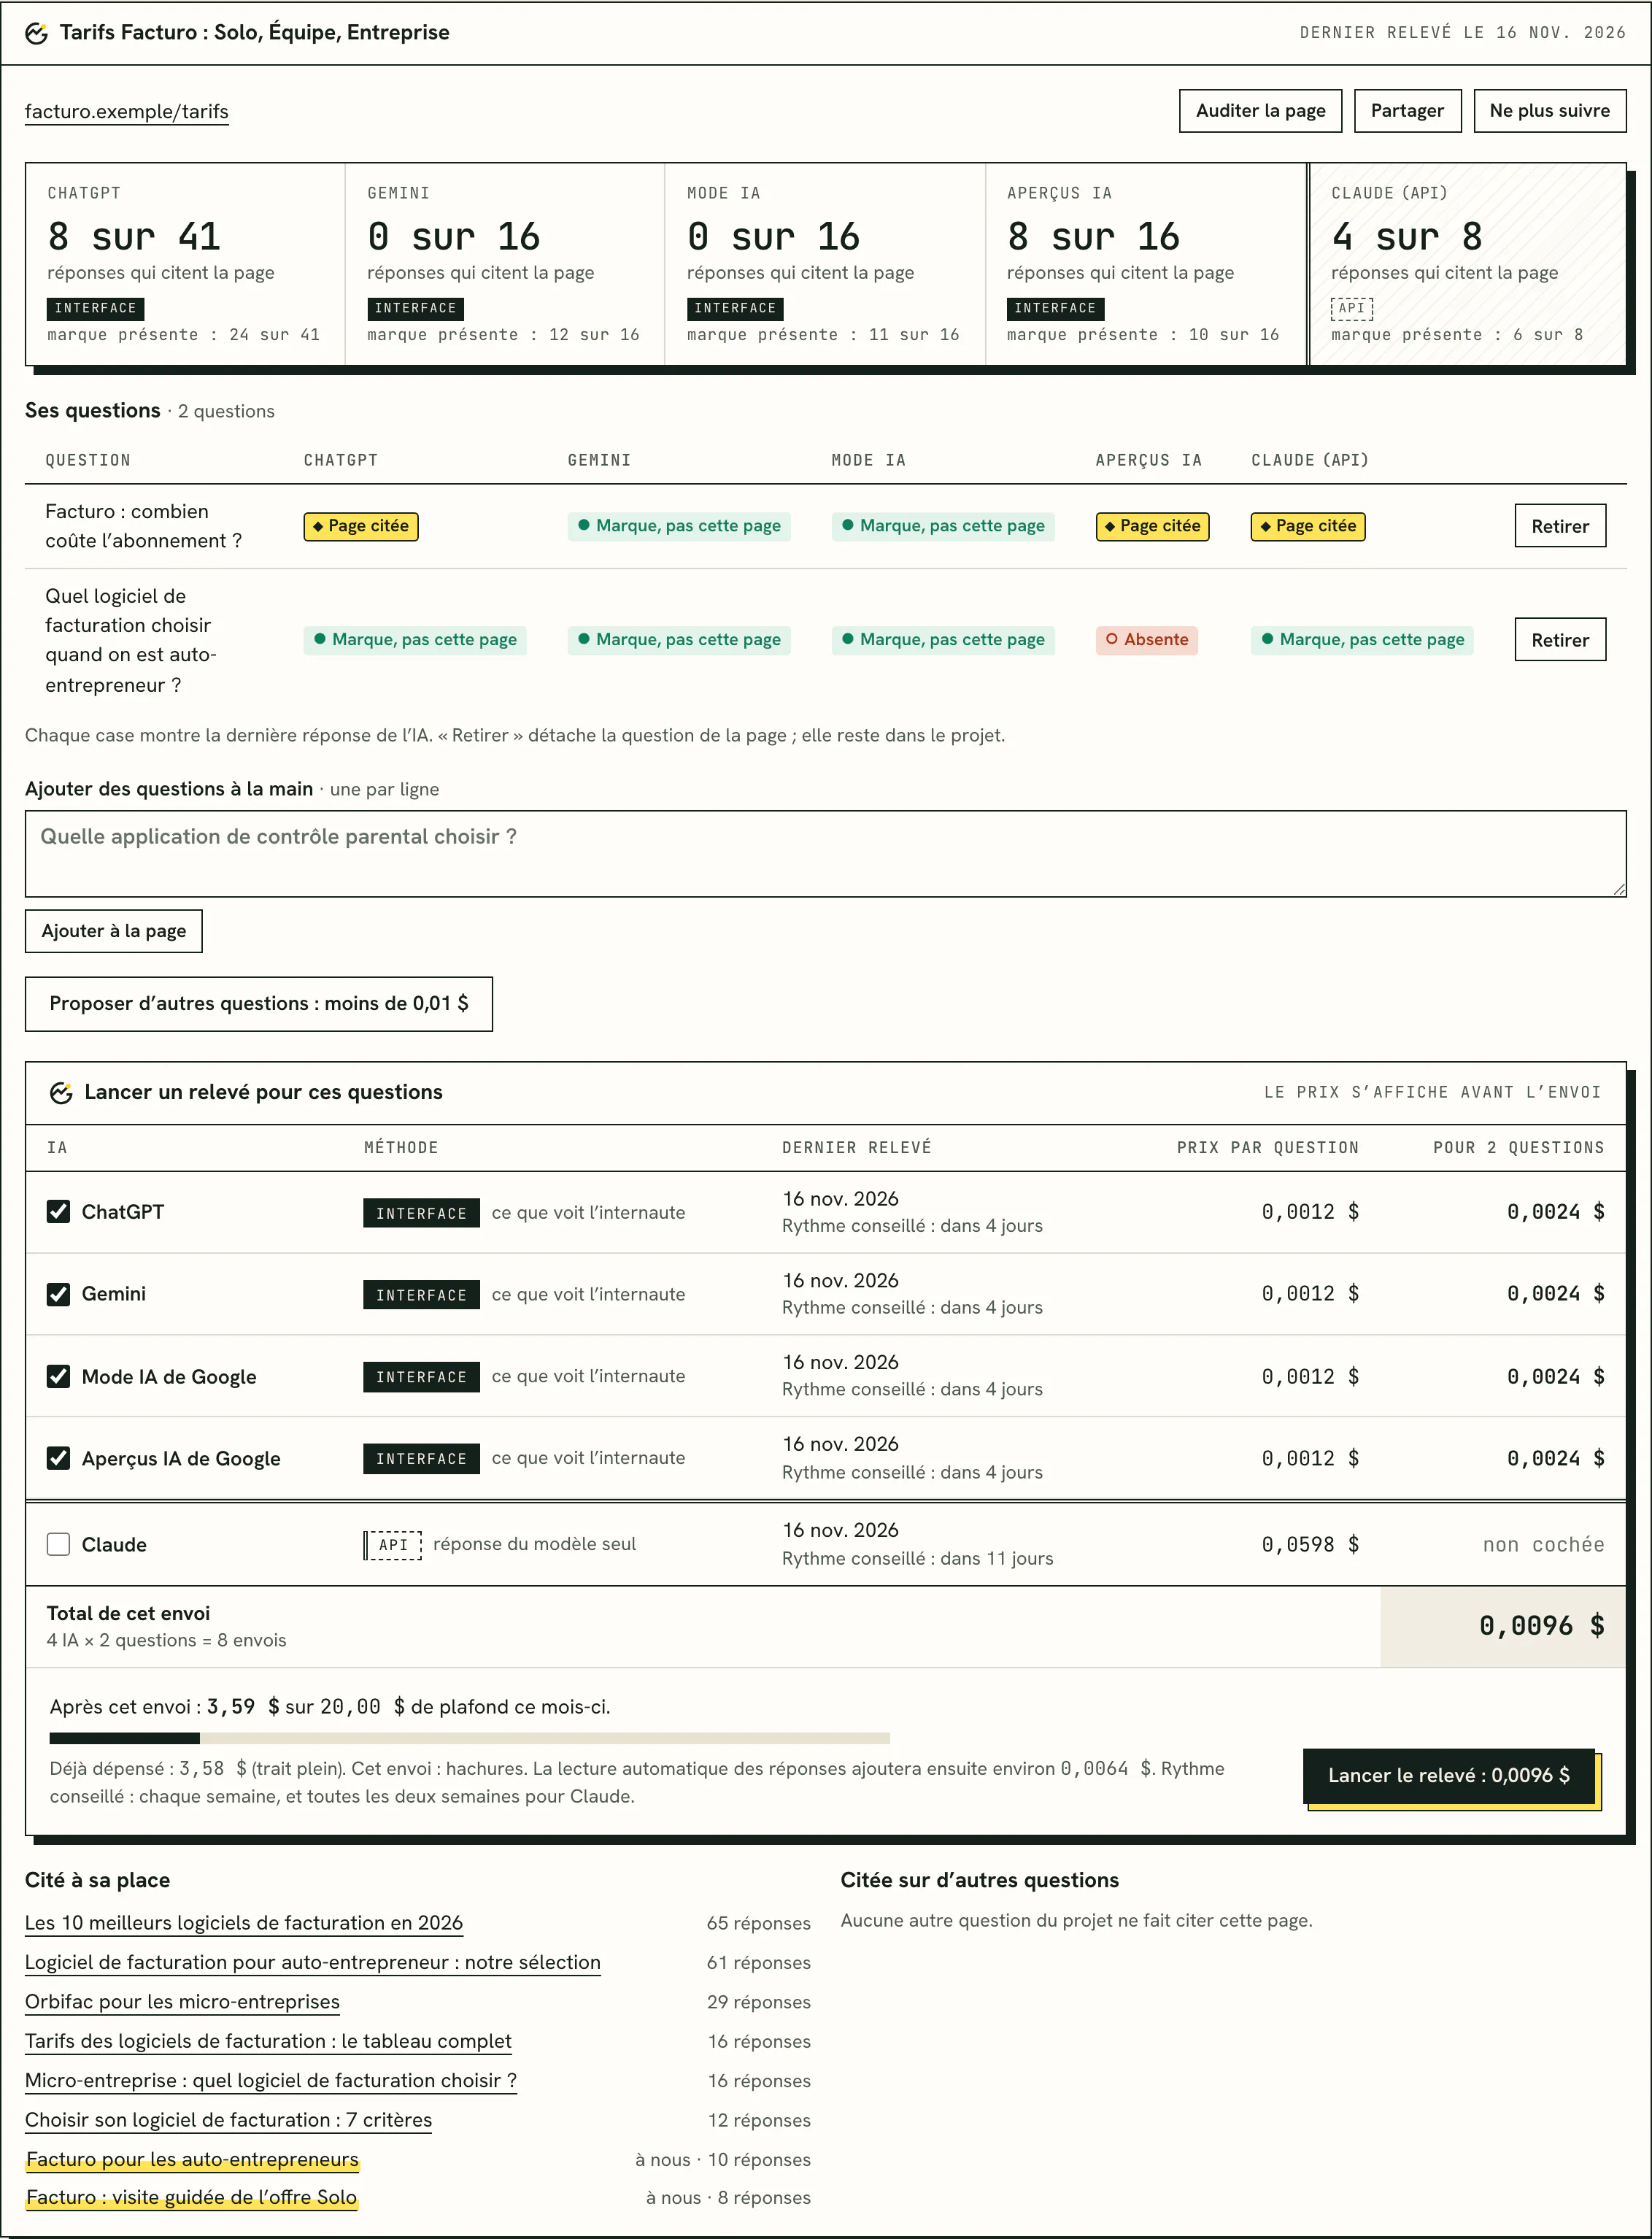 Tarifs Facturo : Solo, Équipe, Entreprise
DERNIER RELEVÉ LE 16 NOV. 2026
facturo.exemple/tarifs
Auditer la page
Partager
Ne plus suivre
CHATGPT
8 sur 41
réponses qui citent la page
INTERFACE
marque présente : 24 sur 41
GEMINI
0 sur 16
réponses qui citent la page
INTERFACE
marque présente : 12 sur 16
MODE IA
0 sur 16
réponses qui citent la page
INTERFACE
marque présente : 11 sur 16
APERÇUS IA
8 sur 16
réponses qui citent la page
INTERFACE
marque présente : 10 sur 16
CLAUDE (API)
4 sur 8
réponses qui citent la page
API
marque présente : 6 sur 8
Ses questions · 2 questions
QUESTION CHATGPT GEMINI MODE IA APERÇUS IA CLAUDE (API)
Facturo : combien
coûte l’abonnement ?
Page citée
Marque, pas cette page
Marque, pas cette page
Page citée
Page citée
Retirer
Quel logiciel de
facturation choisir
quand on est auto-
entrepreneur ?
Marque, pas cette page
Marque, pas cette page
Marque, pas cette page
Absente
Marque, pas cette page
Retirer
Chaque case montre la dernière réponse de l’IA. « Retirer » détache la question de la page ; elle reste dans le projet.
Ajouter des questions à la main · une par ligne
Quelle application de contrôle parental choisir ?
Ajouter à la page
Proposer d’autres questions : moins de 0,01 $
Lancer un relevé pour ces questions
LE PRIX S’AFFICHE AVANT L’ENVOI
IA MÉTHODE DERNIER RELEVÉ PRIX PAR QUESTION POUR 2 QUESTIONS
ChatGPT
INTERFACE ce que voit l’internaute
16 nov. 2026
Rythme conseillé : dans 4 jours
0,0012 $
0,0024 $
Gemini
INTERFACE ce que voit l’internaute
16 nov. 2026
Rythme conseillé : dans 4 jours
0,0012 $
0,0024 $
Mode IA de Google
INTERFACE ce que voit l’internaute
16 nov. 2026
Rythme conseillé : dans 4 jours
0,0012 $
0,0024 $
Aperçus IA de Google
INTERFACE ce que voit l’internaute
16 nov. 2026
Rythme conseillé : dans 4 jours
0,0012 $
0,0024 $
Claude
API réponse du modèle seul
16 nov. 2026
Rythme conseillé : dans 11 jours
0,0598 $
non cochée
Total de cet envoi
4 IA × 2 questions = 8 envois
0,0096 $
Après cet envoi : 3,59 $ sur 20,00 $ de plafond ce mois-ci.
Déjà dépensé : 3,58 $ (trait plein). Cet envoi : hachures. La lecture automatique des réponses ajoutera ensuite environ 0,0064 $. Rythme
conseillé : chaque semaine, et toutes les deux semaines pour Claude.
Lancer le relevé : 0,0096 $
Cité à sa place
Les 10 meilleurs logiciels de facturation en 2026 65 réponses
Logiciel de facturation pour auto-entrepreneur : notre sélection 61 réponses
Orbifac pour les micro-entreprises 29 réponses
Tarifs des logiciels de facturation : le tableau complet 16 réponses
Micro-entreprise : quel logiciel de facturation choisir ? 16 réponses
Choisir son logiciel de facturation : 7 critères 12 réponses
Facturo pour les auto-entrepreneurs à nous · 10 réponses
Facturo : visite guidée de l’offre Solo à nous · 8 réponses
Citée sur d’autres questions
Aucune autre question du projet ne fait citer cette page.